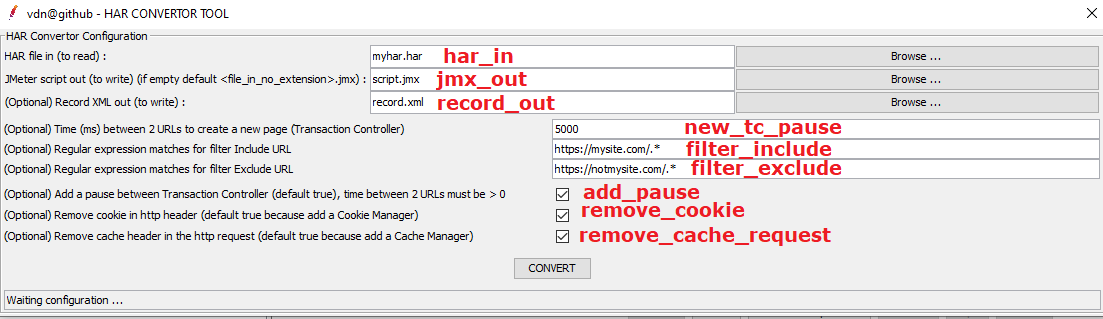 vdn@github - HAR CONVERTOR TOOL
HAR Convertor Configuration
HAR file in (to read) : myhar.har har_in Browse ...
JMeter script out (to write) (if empty default <file_in_no_extension>.jmx) : script.jmx jmx_out Browse ...
(Optional) Record XML out (to write) : record.xml record_out Browse ...
(Optional) Time (ms) between 2 URLs to create a new page (Transaction Controller) 5000 new_tc_pause
(Optional) Regular expression matches for filter Include URL https://mysite.com/.* filter_include
(Optional) Regular expression matches for filter Exclude URL https://notmysite.com/.* filter_exclude
(Optional) Add a pause between Transaction Controller (default true), time between 2 URLs must be > 0 add_pause
(Optional) Remove cookie in http header (default true because add a Cookie Manager) remove_cookie
(Optional) Remove cache header in the http request (default true because add a Cache Manager) remove_cache_request
CONVERT
Waiting configuration ...